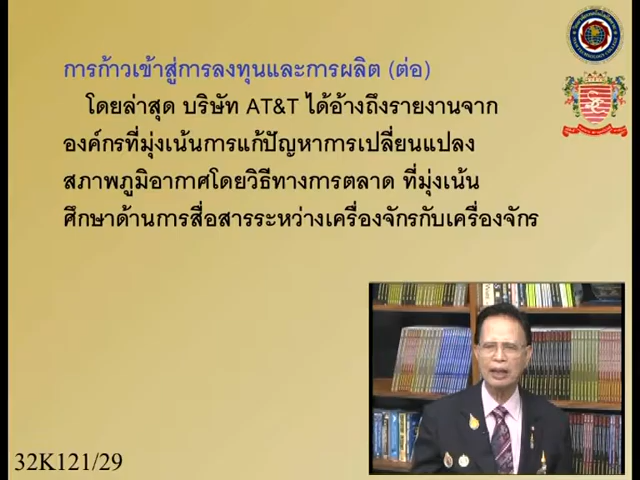 การก้าวเข้าสู่การลงทุนและการผลิต (ต่อ)
โดยล่าสุด บริษัท AT&T ได้อ้างถึงรายงานจาก
องค์กรที่มุ่งเน้นการแก้ปัญหาการเปลี่ยนแปลง
สภาพภูมิอากาศโดยวิธีทางการตลาด ที่มุ่งเน้น
ศึกษาด้านการสื่อสารระหว่างเครื่องจักรกับเครื่องจักร
32K121/29